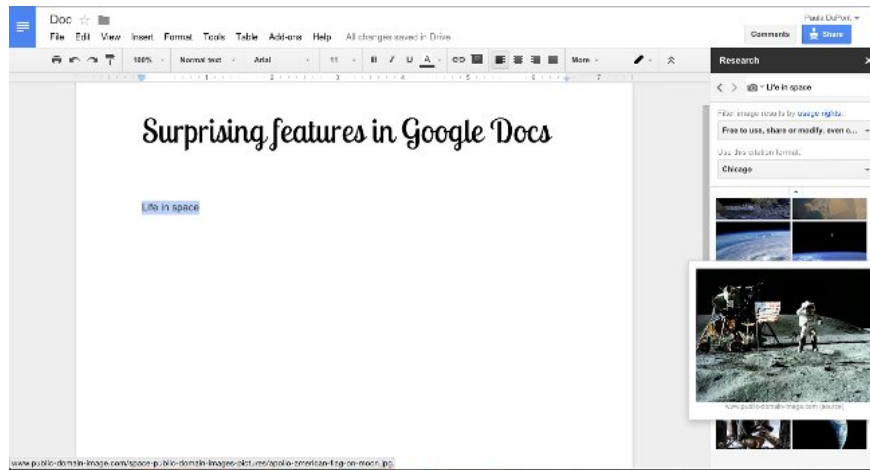 Doc
Paula DuPont
File Edit View Insert Format Tools Table Add-ons Help All changes saved in Drive
Comments Share
100% Normal text Arial 11 B I U A More
Research
Life in space
Filter image results by usage rights:
Free to use, share or modify, even c...
Use this citation format:
Chicago
Surprising features in Google Docs
Life in space
www.public-domain-image.com (source)
www.public-domain-image.com/space-public-domain-images-pictures/apollo-american-flag-on-moon.jpg